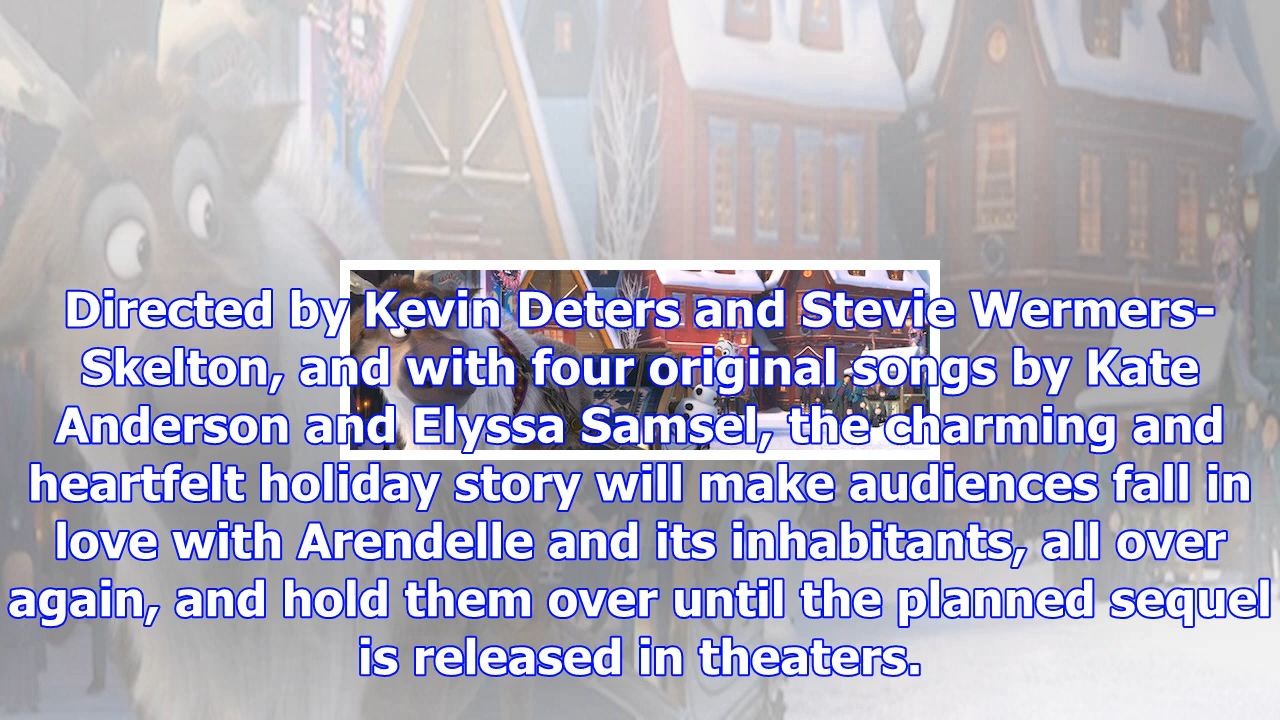 Directed by Kevin Deters and Stevie Wermers-
Skelton, and with four original songs by Kate
Anderson and Elyssa Samsel, the charming and
heartfelt holiday story will make audiences fall in
love with Arendelle and its inhabitants, all over
again, and hold them over until the planned sequel
is released in theaters.